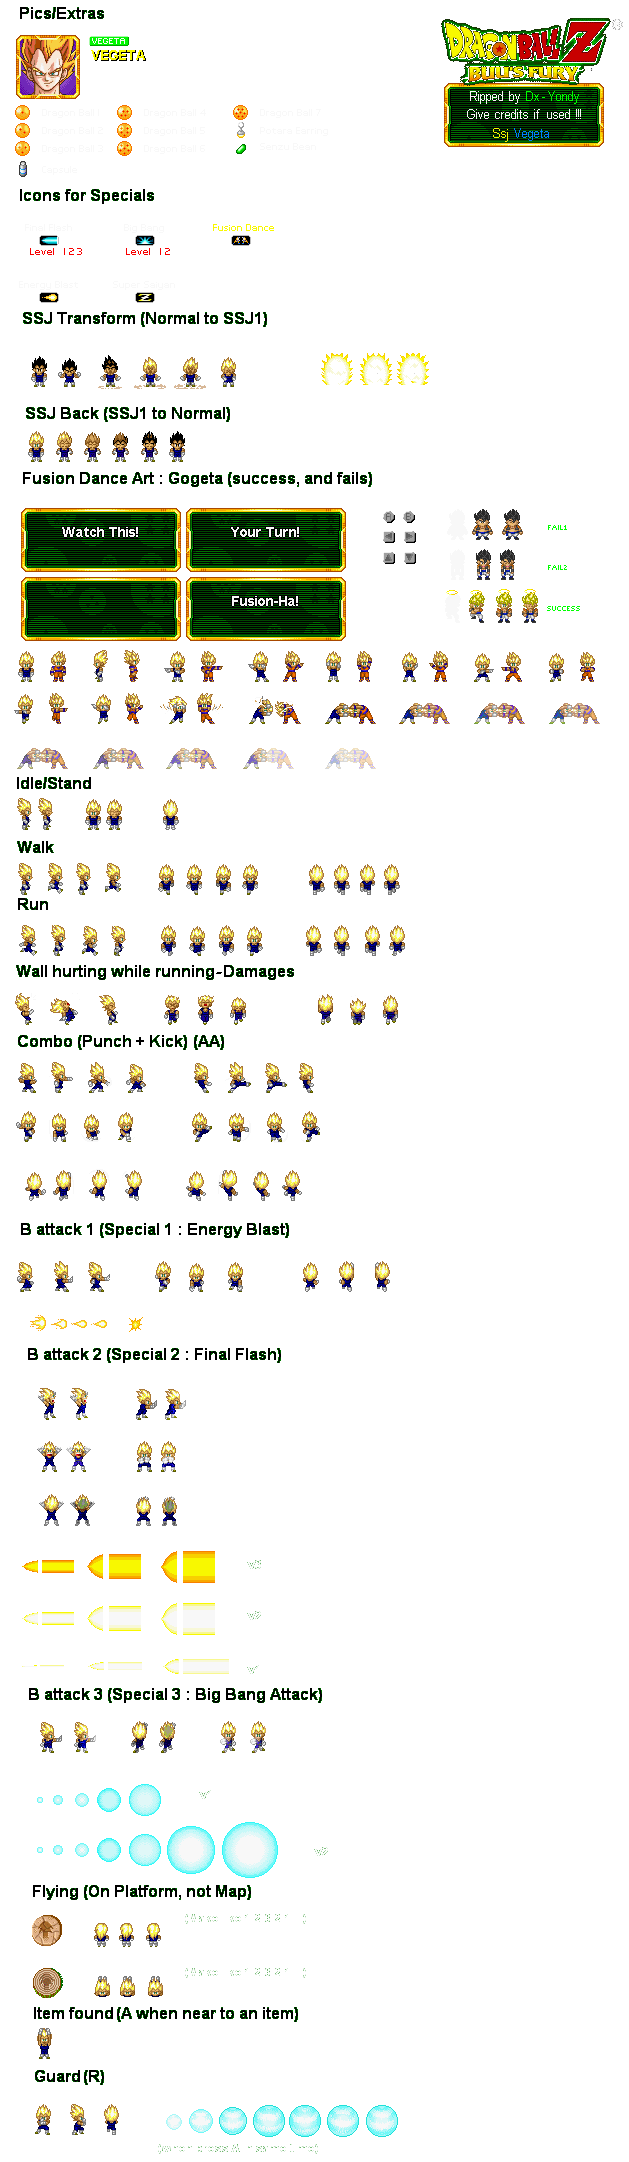 Pics/Extras
VEGETA
VEGETA
DRAGON BALL Z
BUU'S FURY
Ripped by Dx-Yondy
Give credits if used !!!
Ssj Vegeta
Icons for Specials
Fusion Dance
Level 1 2 3
Level 1 2
SSJ Transform (Normal to SSJ1)
SSJ Back (SSJ1 to Normal)
Fusion Dance Art : Gogeta (success, and fails)
Watch This!
Your Turn!
Fusion-Ha!
FAIL1
FAIL2
SUCCESS
Idle/Stand
Walk
Run
Wall hurting while running-Damages
Combo (Punch + Kick) (AA)
B attack 1 (Special 1 : Energy Blast)
B attack 2 (Special 2 : Final Flash)
v3
v2
v1
B attack 3 (Special 3 : Big Bang Attack)
v1
v2
Flying (On Platform, not Map)
Item found (A when near to an item)
Guard (R)